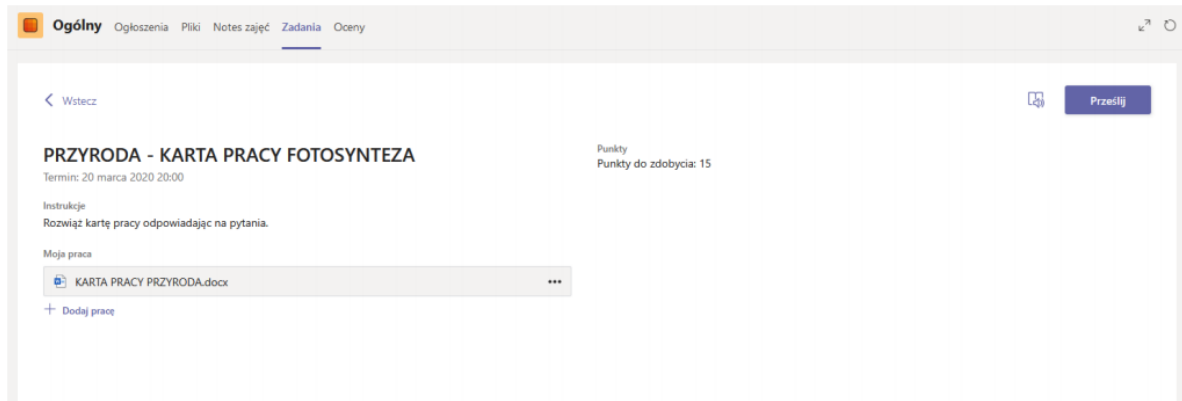 Ogólny Ogłoszenia Pliki Notes zajęć Zadania Oceny
Wstecz
Prześlij
PRZYRODA - KARTA PRACY FOTOSYNTEZA
Termin: 20 marca 2020 20:00
Punkty
Punkty do zdobycia: 15
Instrukcje
Rozwiąż kartę pracy odpowiadając na pytania.
Moja praca
KARTA PRACY PRZYRODA.docx
Dodaj pracę